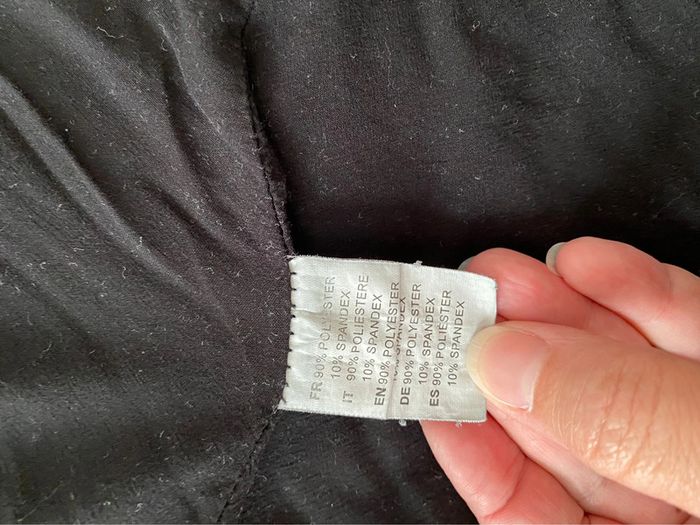 FR 90% POLYESTER
10% SPANDEX
IT 90% POLIESTERE
10% SPANDEX
EN 90% POLYESTER
10% SPANDEX
DE 90% POLYESTER
10% SPANDEX
ES 90% POLIÉSTER
10% SPANDEX